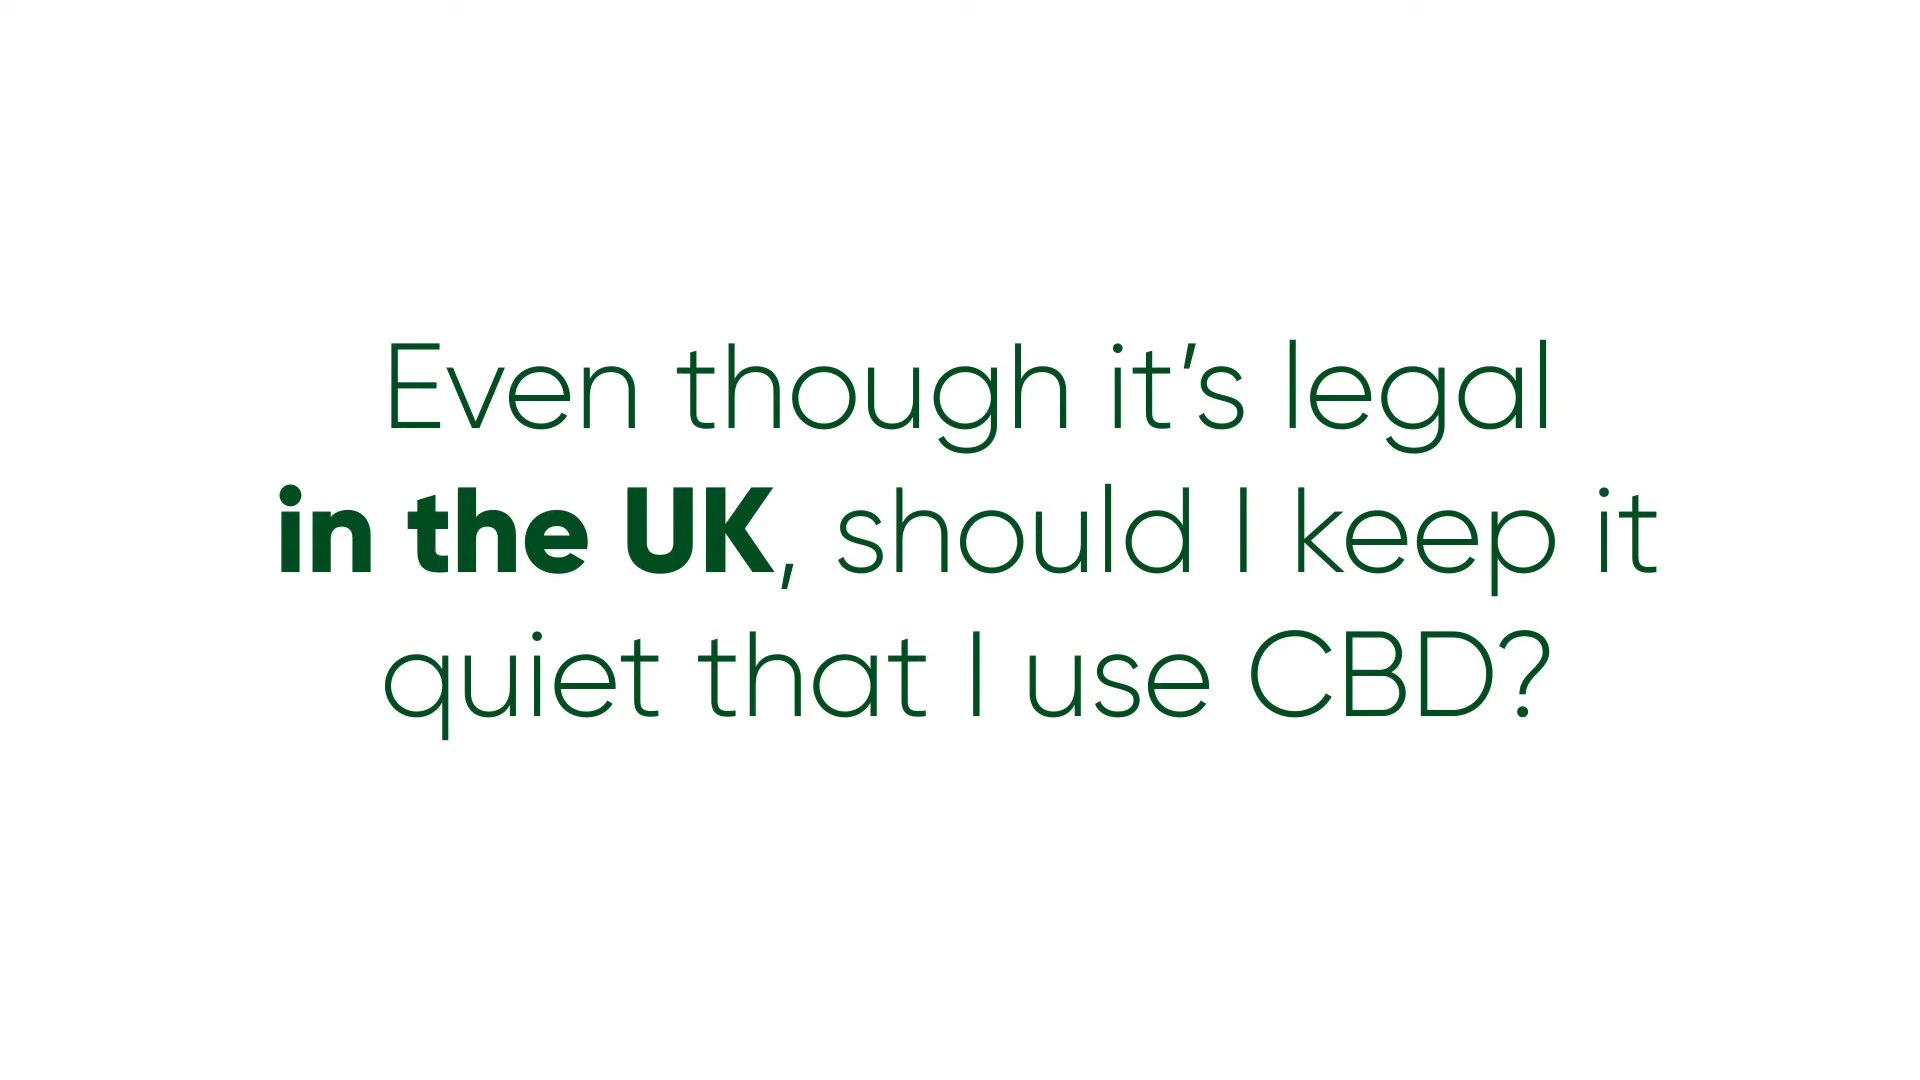 Even though it’s legal
in the UK, should I keep it
quiet that I use CBD?